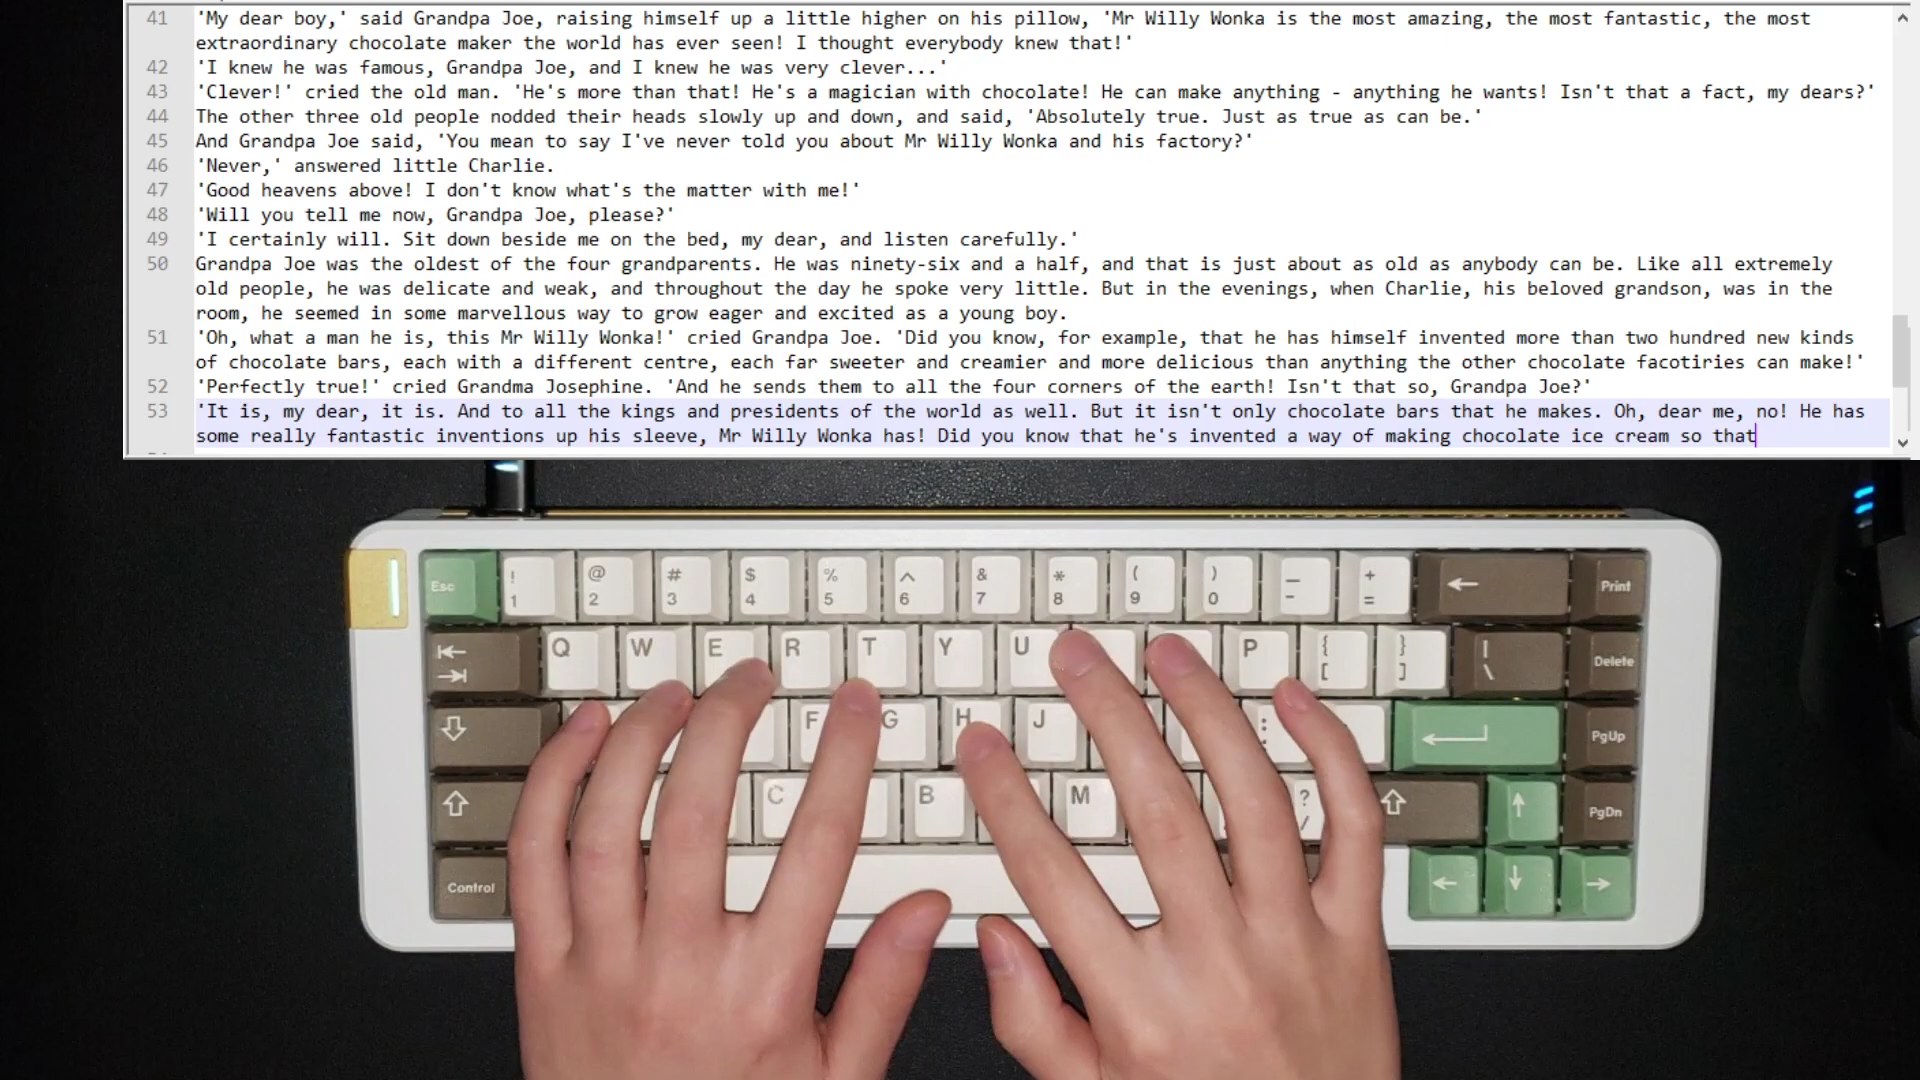 41 'My dear boy,' said Grandpa Joe, raising himself up a little higher on his pillow, 'Mr Willy Wonka is the most amazing, the most fantastic, the most
extraordinary chocolate maker the world has ever seen! I thought everybody knew that!'
42 'I knew he was famous, Grandpa Joe, and I knew he was very clever...'
43 'Clever!' cried the old man. 'He's more than that! He's a magician with chocolate! He can make anything - anything he wants! Isn't that a fact, my dears?'
44 The other three old people nodded their heads slowly up and down, and said, 'Absolutely true. Just as true as can be.'
45 And Grandpa Joe said, 'You mean to say I've never told you about Mr Willy Wonka and his factory?'
46 'Never,' answered little Charlie.
47 'Good heavens above! I don't know what's the matter with me!'
48 'Will you tell me now, Grandpa Joe, please?'
49 'I certainly will. Sit down beside me on the bed, my dear, and listen carefully.'
50 Grandpa Joe was the oldest of the four grandparents. He was ninety-six and a half, and that is just about as old as anybody can be. Like all extremely
old people, he was delicate and weak, and throughout the day he spoke very little. But in the evenings, when Charlie, his beloved grandson, was in the
room, he seemed in some marvellous way to grow eager and excited as a young boy.
51 'Oh, what a man he is, this Mr Willy Wonka!' cried Grandpa Joe. 'Did you know, for example, that he has himself invented more than two hundred new kinds
of chocolate bars, each with a different centre, each far sweeter and creamier and more delicious than anything the other chocolate facotiries can make!'
52 'Perfectly true!' cried Grandma Josephine. 'And he sends them to all the four corners of the earth! Isn't that so, Grandpa Joe?'
53 'It is, my dear, it is. And to all the kings and presidents of the world as well. But it isn't only chocolate bars that he makes. Oh, dear me, no! He has
some really fantastic inventions up his sleeve, Mr Willy Wonka has! Did you know that he's invented a way of making chocolate ice cream so that
Esc ! 1 @ 2 # 3 $ 4 % 5 ^ 6 & 7 * 8 ( 9 ) 0 _ - + = ← Print
Q W E R T Y U P { [ } ] | \ Delete
F G H J : PgUp
C B M ? / PgDn
Control